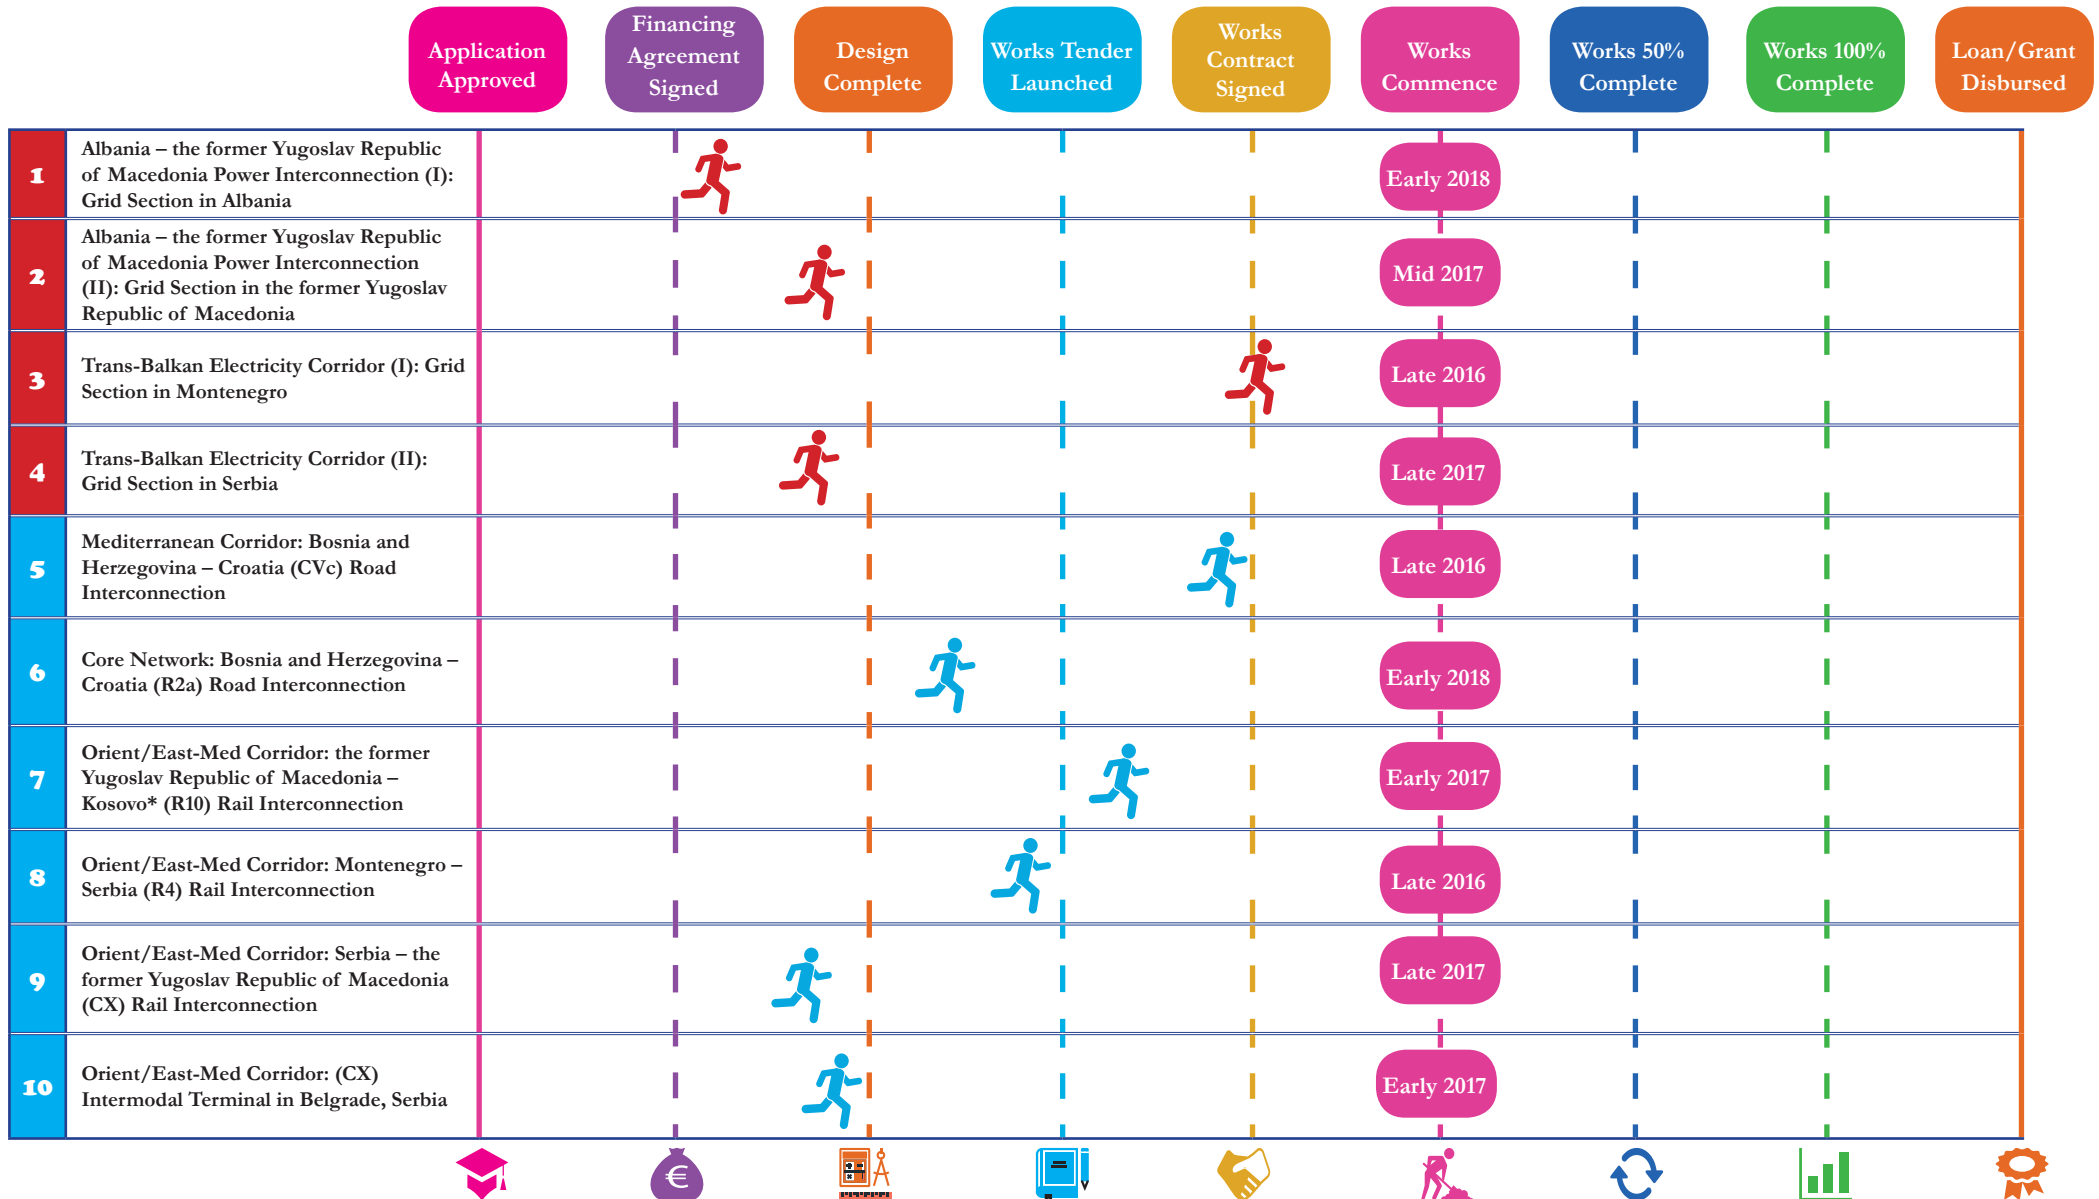 Application
Approved
Financing
Agreement
Signed
Design
Complete
Works Tender
Launched
Works
Contract
Signed
Works
Commence
Works 50%
Complete
Works 100%
Complete
Loan/Grant
Disbursed
1
Albania – the former Yugoslav Republic
of Macedonia Power Interconnection (I):
Grid Section in Albania
Early 2018
2
Albania – the former Yugoslav Republic
of Macedonia Power Interconnection
(II): Grid Section in the former Yugoslav
Republic of Macedonia
Mid 2017
3
Trans-Balkan Electricity Corridor (I): Grid
Section in Montenegro
Late 2016
4
Trans-Balkan Electricity Corridor (II):
Grid Section in Serbia
Late 2017
5
Mediterranean Corridor: Bosnia and
Herzegovina – Croatia (CVc) Road
Interconnection
Late 2016
6
Core Network: Bosnia and Herzegovina –
Croatia (R2a) Road Interconnection
Early 2018
7
Orient/East-Med Corridor: the former
Yugoslav Republic of Macedonia –
Kosovo* (R10) Rail Interconnection
Early 2017
8
Orient/East-Med Corridor: Montenegro –
Serbia (R4) Rail Interconnection
Late 2016
9
Orient/East-Med Corridor: Serbia – the
former Yugoslav Republic of Macedonia
(CX) Rail Interconnection
Late 2017
10
Orient/East-Med Corridor: (CX)
Intermodal Terminal in Belgrade, Serbia
Early 2017
€